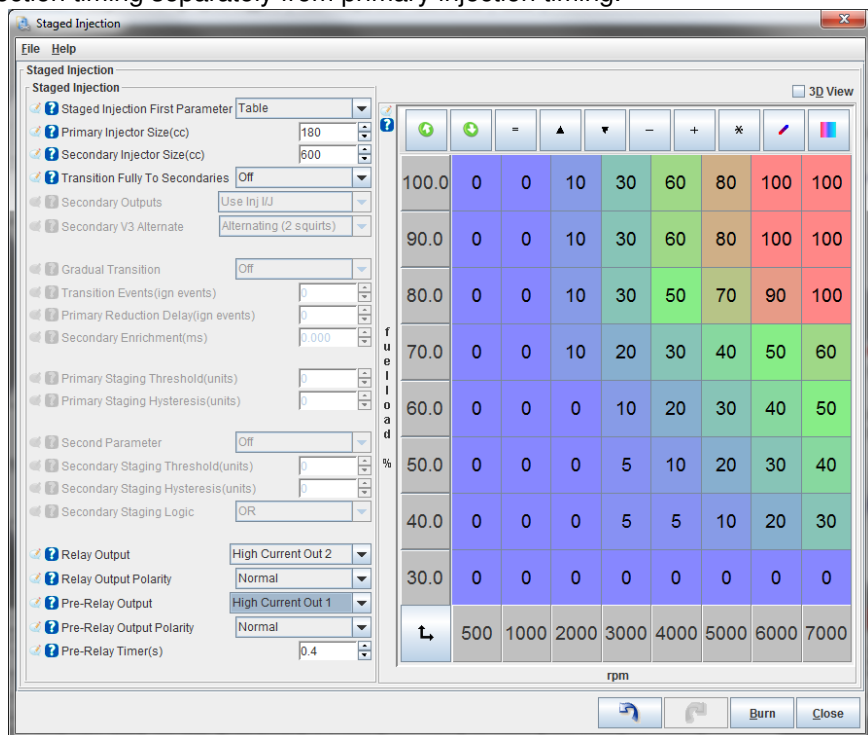 ction timing separately from primary injection timing.
Staged Injection
File Help
Staged Injection
Staged Injection
3D View
Staged Injection First Parameter Table
Primary Injector Size(cc) 180
Secondary Injector Size(cc) 600
Transition Fully To Secondaries Off
Secondary Outputs Use Inj I/J
Secondary V3 Alternate Alternating (2 squirts)
Gradual Transition Off
Transition Events(ign events) 0
Primary Reduction Delay(ign events) 0
Secondary Enrichment(ms) 0.000
Primary Staging Threshold(units) 0
Primary Staging Hysteresis(units) 0
Second Parameter Off
Secondary Staging Threshold(units) 0
Secondary Staging Hysteresis(units) 0
Secondary Staging Logic OR
Relay Output High Current Out 2
Relay Output Polarity Normal
Pre-Relay Output High Current Out 1
Pre-Relay Output Polarity Normal
Pre-Relay Timer(s) 0.4
fuelload %
= - + *
100.0 0 0 10 30 60 80 100 100
90.0 0 0 10 30 60 80 100 100
80.0 0 0 10 30 50 70 90 100
70.0 0 0 10 20 30 40 50 60
60.0 0 0 0 10 20 30 40 50
50.0 0 0 0 5 10 20 30 40
40.0 0 0 0 5 5 10 20 30
30.0 0 0 0 0 0 0 0 0
500 1000 2000 3000 4000 5000 6000 7000
rpm
Burn Close